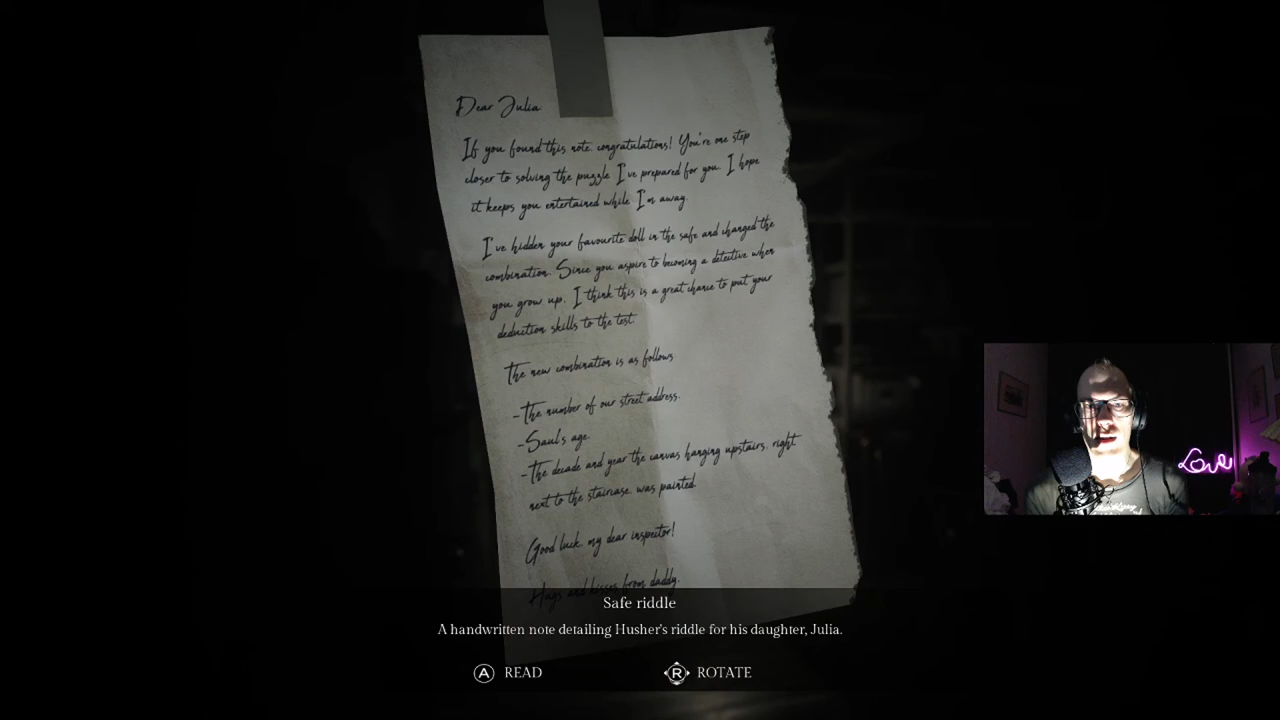 Dear Julia
If you found this note, congratulations! You're one step
closer to solving the puzzle I've prepared for you. I hope
it keeps you entertained while I'm away.
I've hidden your favourite doll in the safe and changed the
combination. Since you aspire to becoming a detective when
you grow up, I think this is a great chance to put your
deduction skills to the test.
The new combination is as follows
-The number of our street address.
-Saul's age.
-The decade and year the canvas hanging upstairs, right
next to the staircase, was painted.
Good luck, my dear inspector!
Hugs and kisses from daddy.
Love
Safe riddle
A handwritten note detailing Husher's riddle for his daughter, Julia.
A READ
R ROTATE